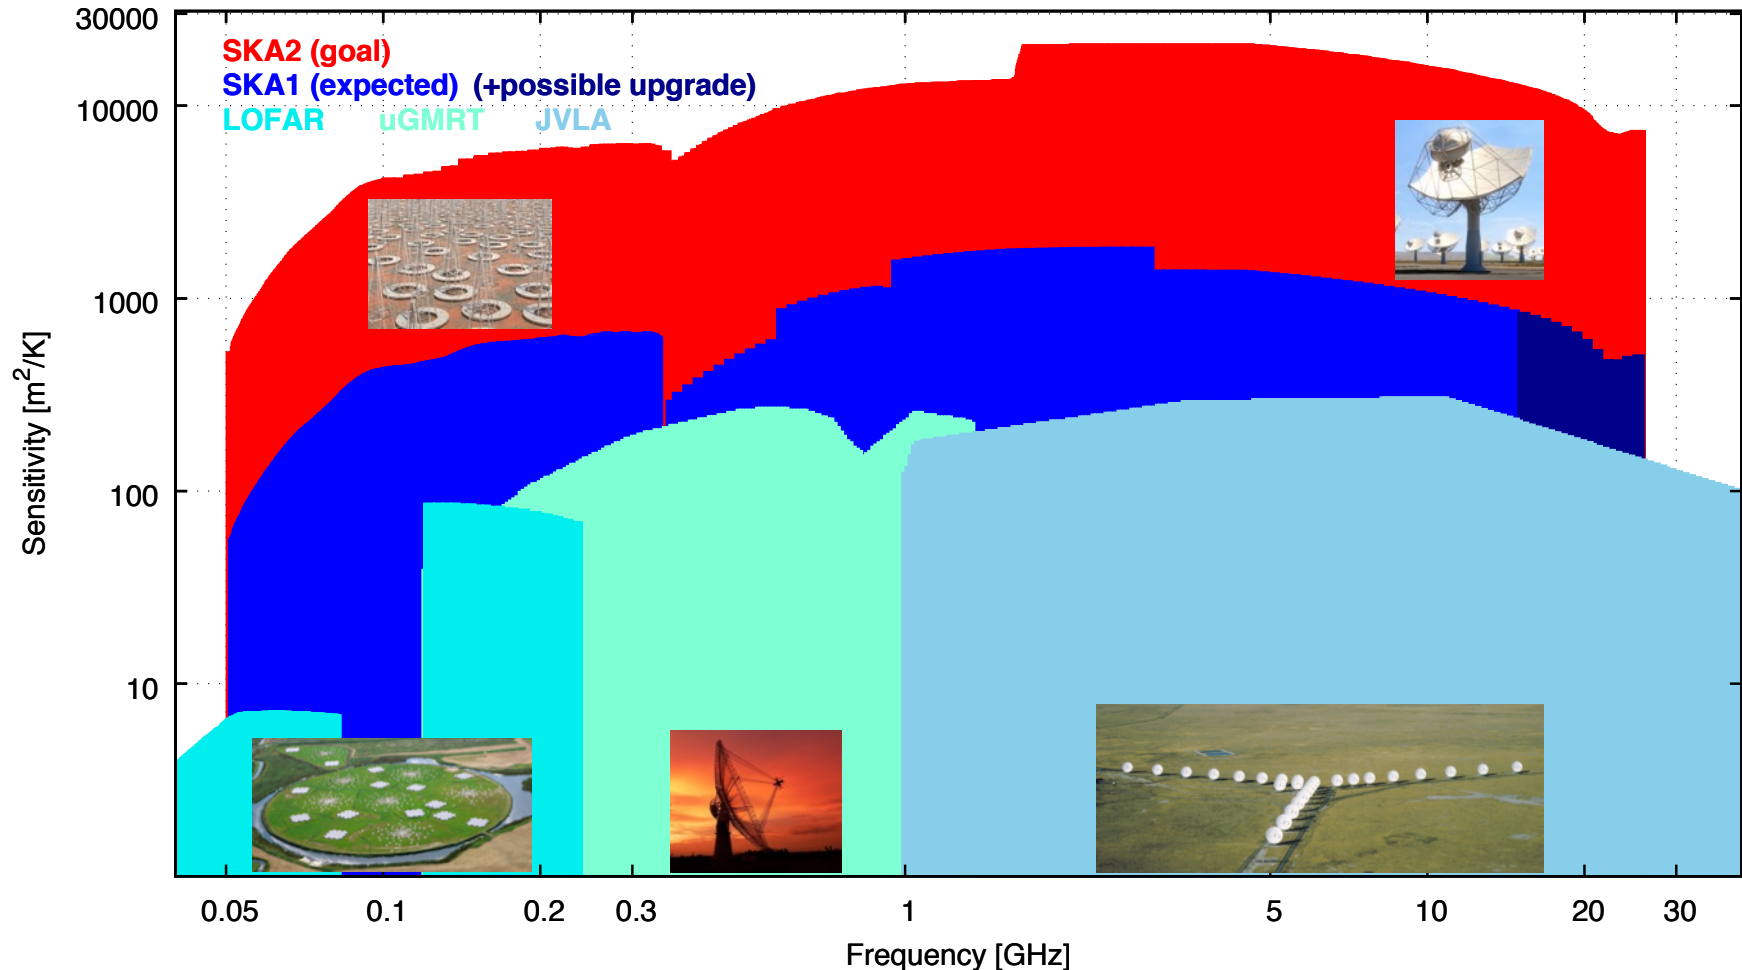 30000
10000
1000
100
10
Sensitivity [m²/K]
SKA2 (goal)
SKA1 (expected) (+possible upgrade)
LOFAR uGMRT JVLA
0.05 0.1 0.2 0.3 1 5 10 20 30
Frequency [GHz]